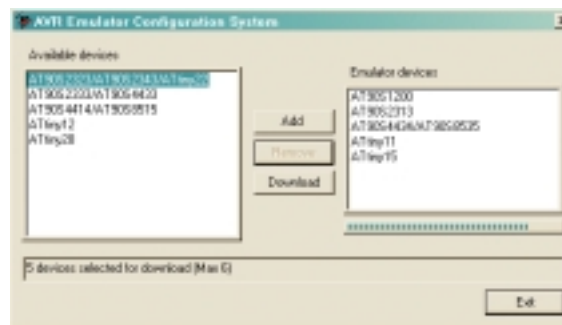 AVR Emulator Configuration System
Available devices
AT90S2323/AT90S2343/ATtiny22
AT90S2333/AT90S4433
AT90S4414/AT90S8515
ATtiny12
ATtiny28
Add
Remove
Download
Emulator devices
AT90S1200
AT90S2313
AT90S4434/AT90S8535
ATtiny11
ATtiny15
5 devices selected for download (Max 6)
Exit